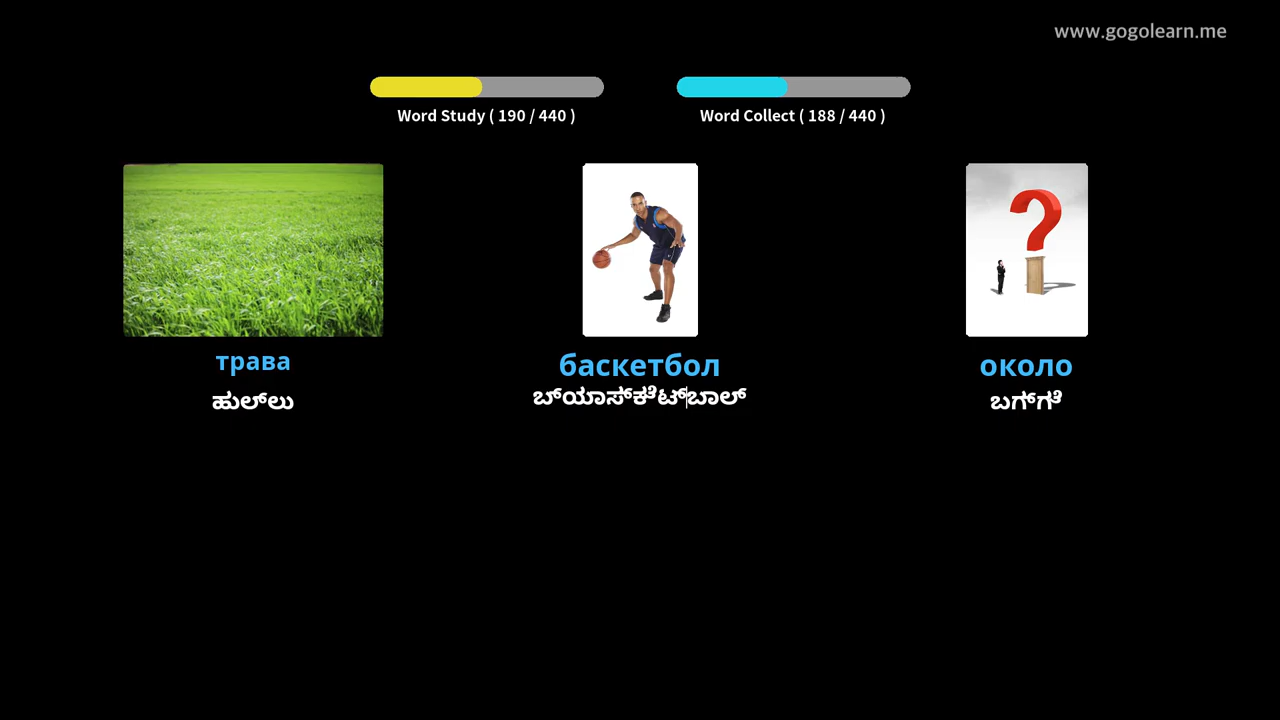 www.gogolearn.me
Word Study ( 190 / 440 )
Word Collect ( 188 / 440 )
трава
баскетбол
около
ಹುಲ್‌ಲು
ಬ್‌ಯಾಸ್‌ಕೆಟ್‌ಬಾಲ್
ಬಗ್‌ಗೆ